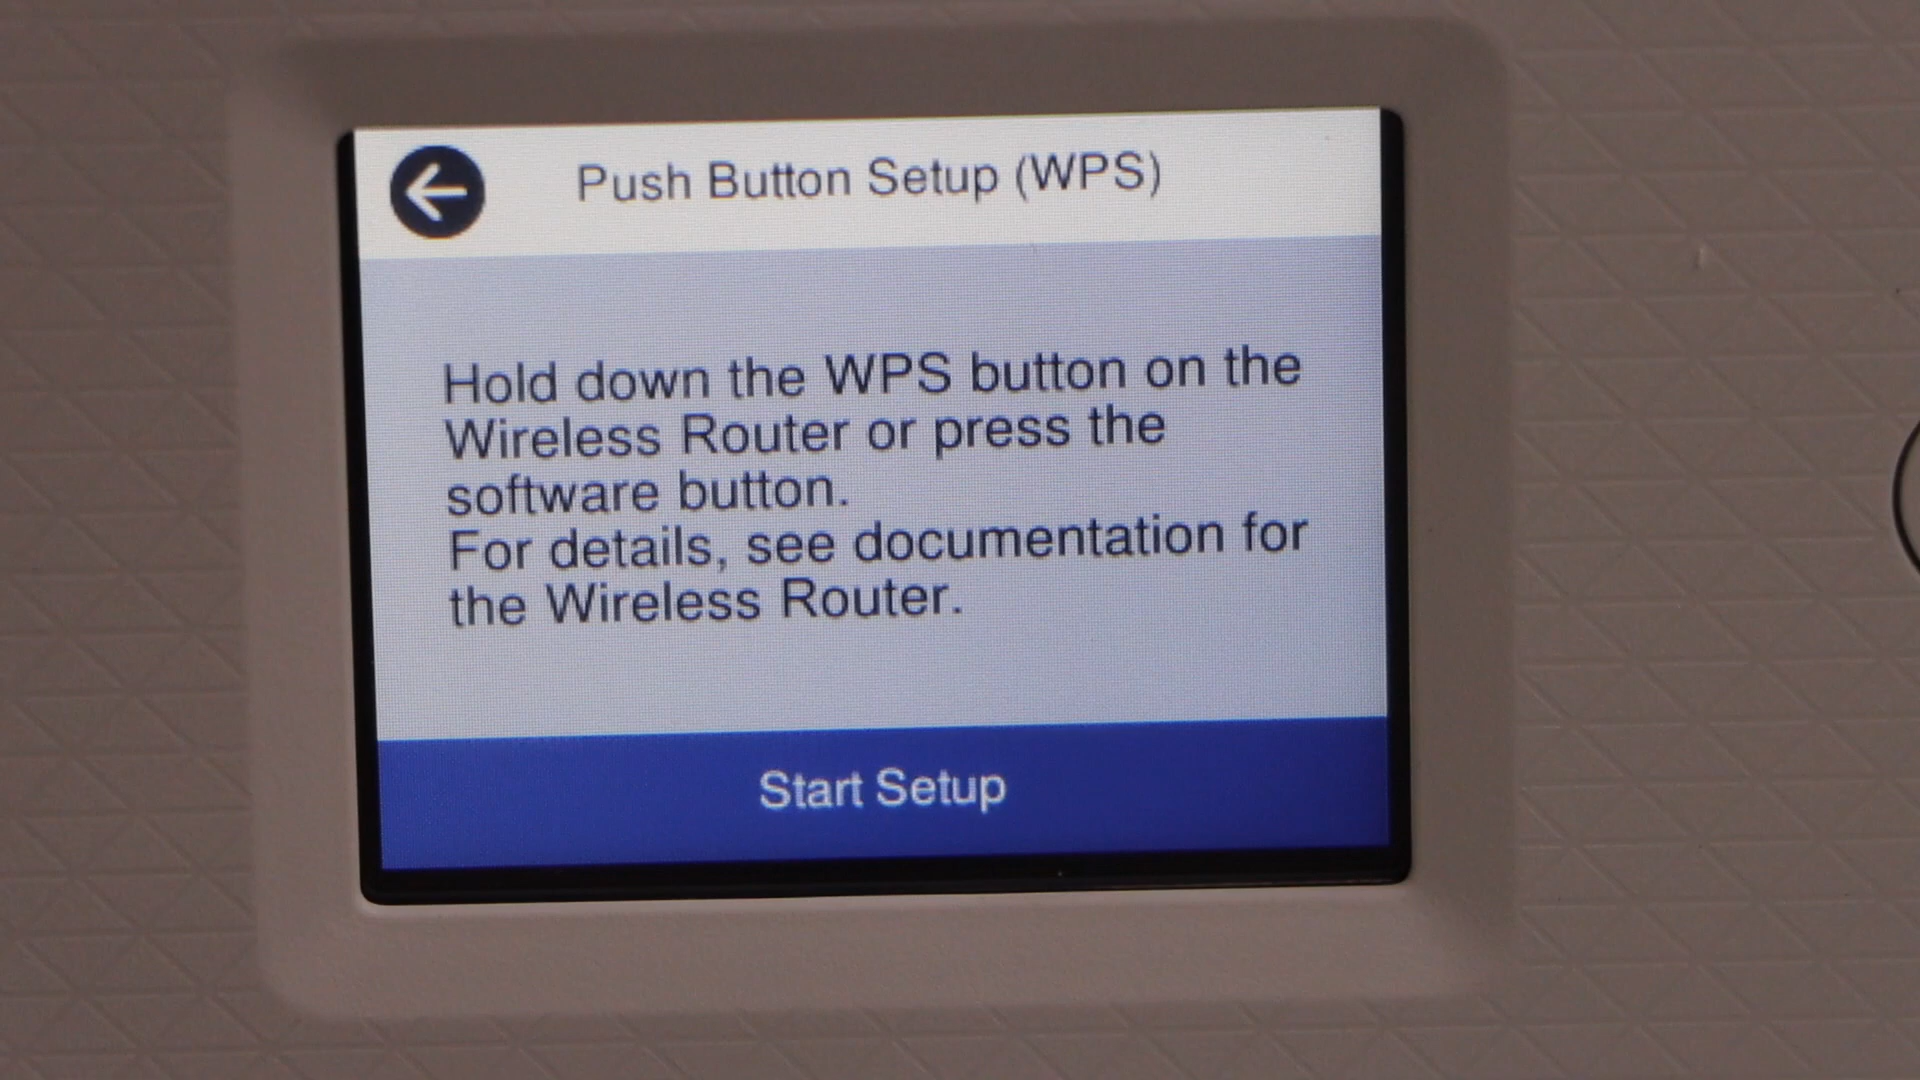 Push Button Setup (WPS)
Hold down the WPS button on the
Wireless Router or press the
software button.
For details, see documentation for
the Wireless Router.
Start Setup